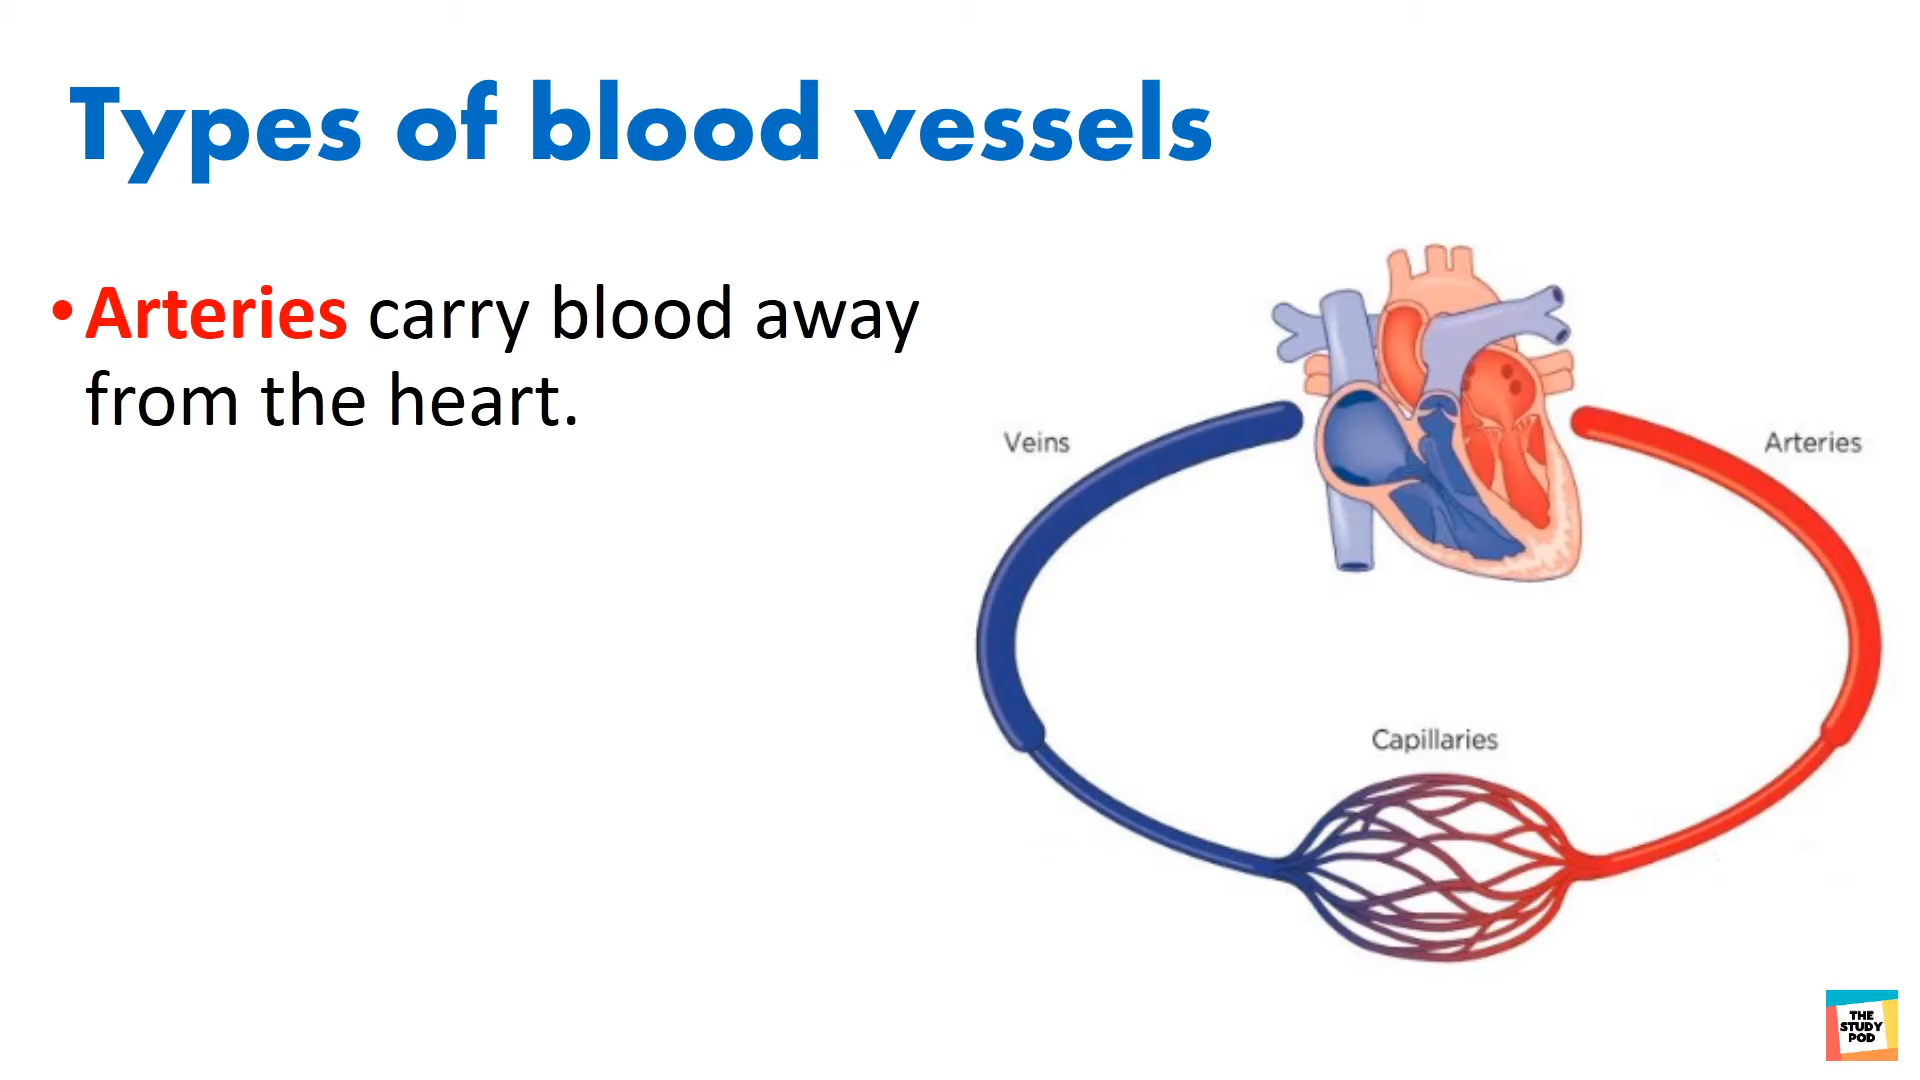 Types of blood vessels
•Arteries carry blood away
from the heart.
Veins
Arteries
Capillaries
THE
STUDY
POD